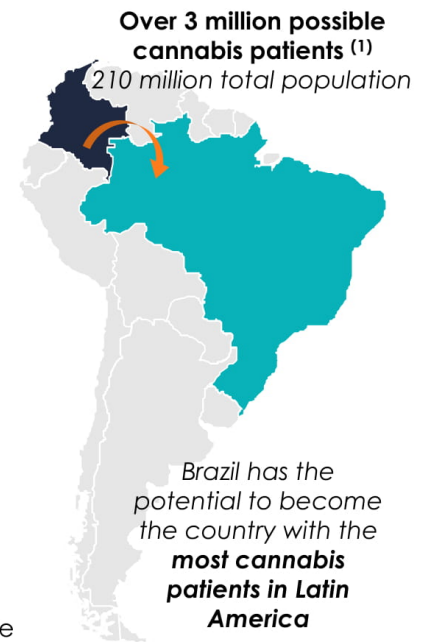 Over 3 million possible
cannabis patients (1)
210 million total population
Brazil has the
potential to become
the country with the
most cannabis
patients in Latin
America
e